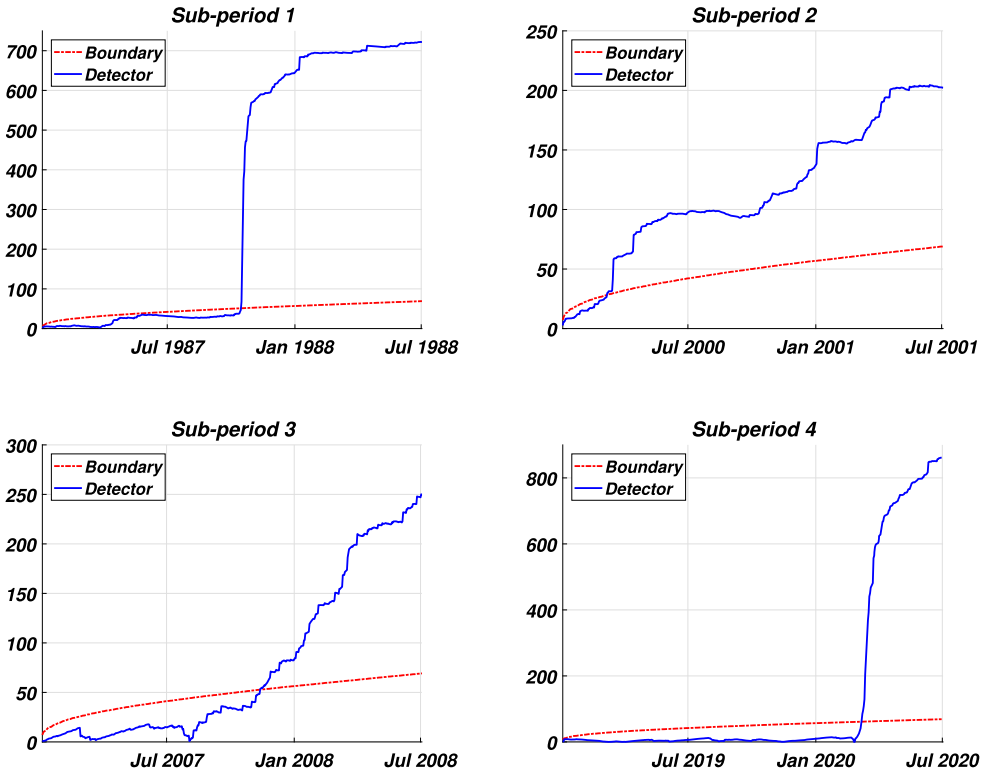 Sub-period 1
700
600
500
400
300
200
100
0
Boundary
Detector
Jul 1987
Jan 1988
Jul 1988
Sub-period 2
250
200
150
100
50
0
Boundary
Detector
Jul 2000
Jan 2001
Jul 2001
Sub-period 3
300
250
200
150
100
50
0
Boundary
Detector
Jul 2007
Jan 2008
Jul 2008
Sub-period 4
800
600
400
200
0
Boundary
Detector
Jul 2019
Jan 2020
Jul 2020